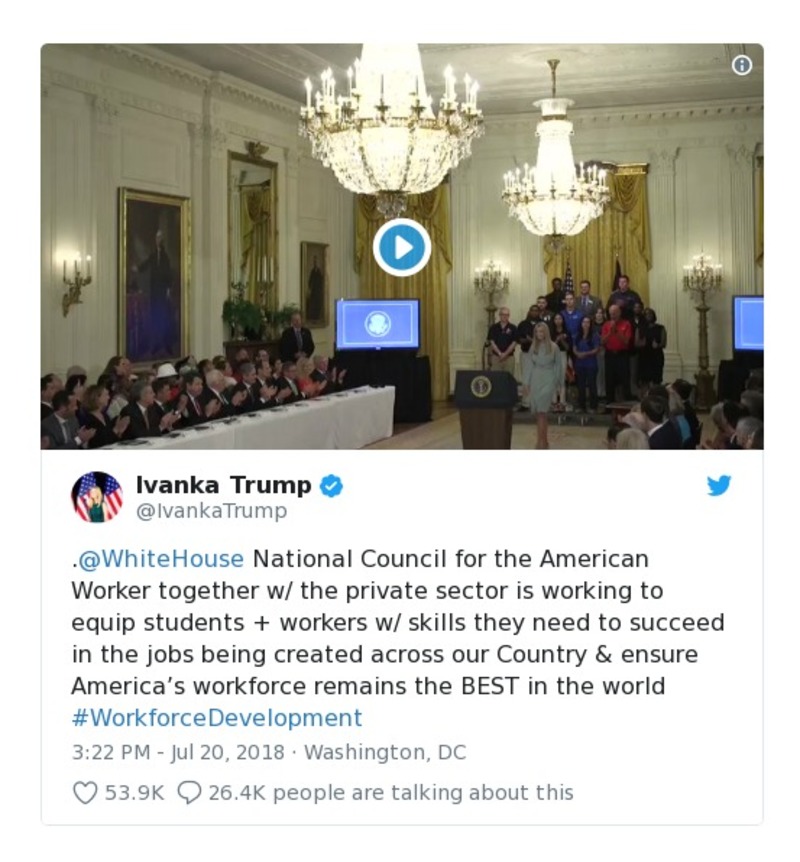 Ivanka Trump
@IvankaTrump
.@WhiteHouse National Council for the American
Worker together w/ the private sector is working to
equip students + workers w/ skills they need to succeed
in the jobs being created across our Country & ensure
America’s workforce remains the BEST in the world
#WorkforceDevelopment
3:22 PM - Jul 20, 2018 · Washington, DC
53.9K 26.4K people are talking about this